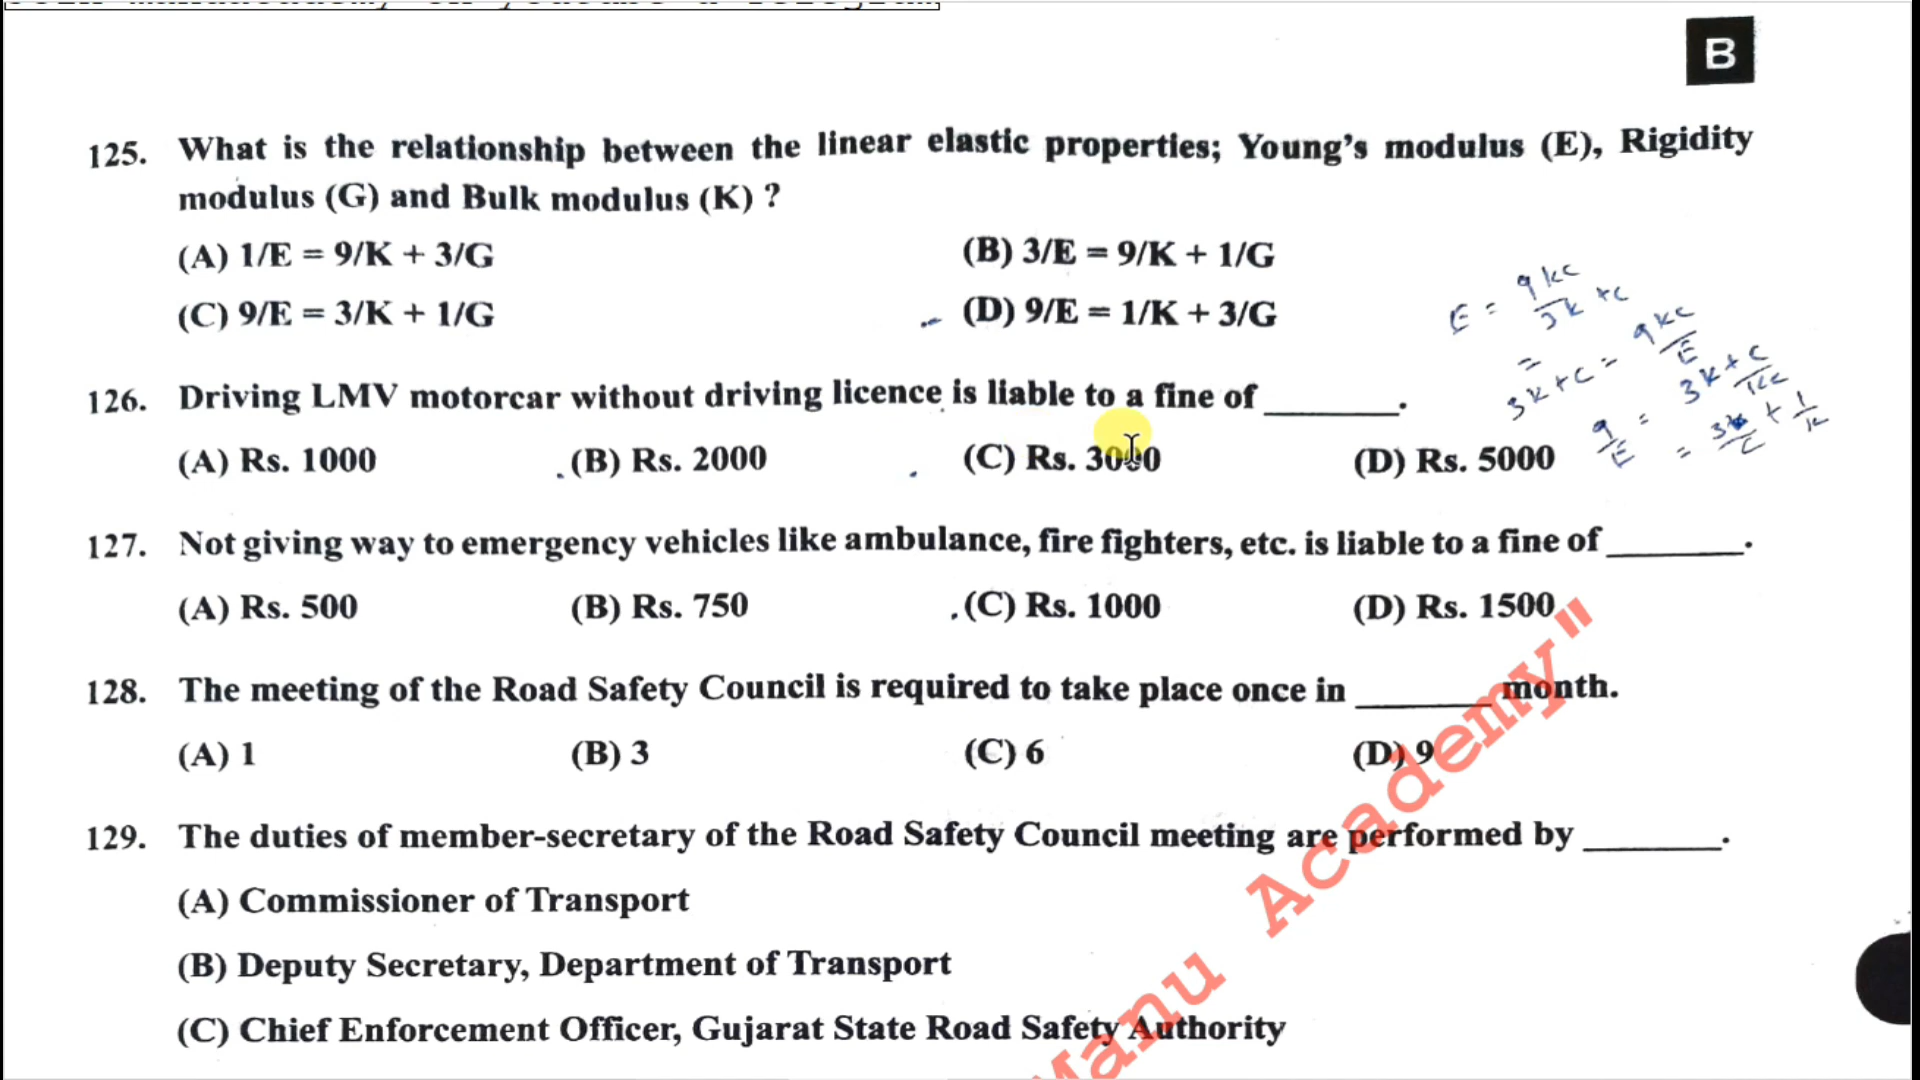 B
125. What is the relationship between the linear elastic properties; Young's modulus (E), Rigidity
modulus (G) and Bulk modulus (K) ?
(A) 1/E = 9/K + 3/G (B) 3/E = 9/K + 1/G
(C) 9/E = 3/K + 1/G (D) 9/E = 1/K + 3/G
126. Driving LMV motorcar without driving licence is liable to a fine of ________.
(A) Rs. 1000 (B) Rs. 2000 (C) Rs. 3000 (D) Rs. 5000
127. Not giving way to emergency vehicles like ambulance, fire fighters, etc. is liable to a fine of ________.
(A) Rs. 500 (B) Rs. 750 (C) Rs. 1000 (D) Rs. 1500
128. The meeting of the Road Safety Council is required to take place once in ________ month.
(A) 1 (B) 3 (C) 6 (D) 9
129. The duties of member-secretary of the Road Safety Council meeting are performed by ________.
(A) Commissioner of Transport
(B) Deputy Secretary, Department of Transport
(C) Chief Enforcement Officer, Gujarat State Road Safety Authority
Manu Academy"